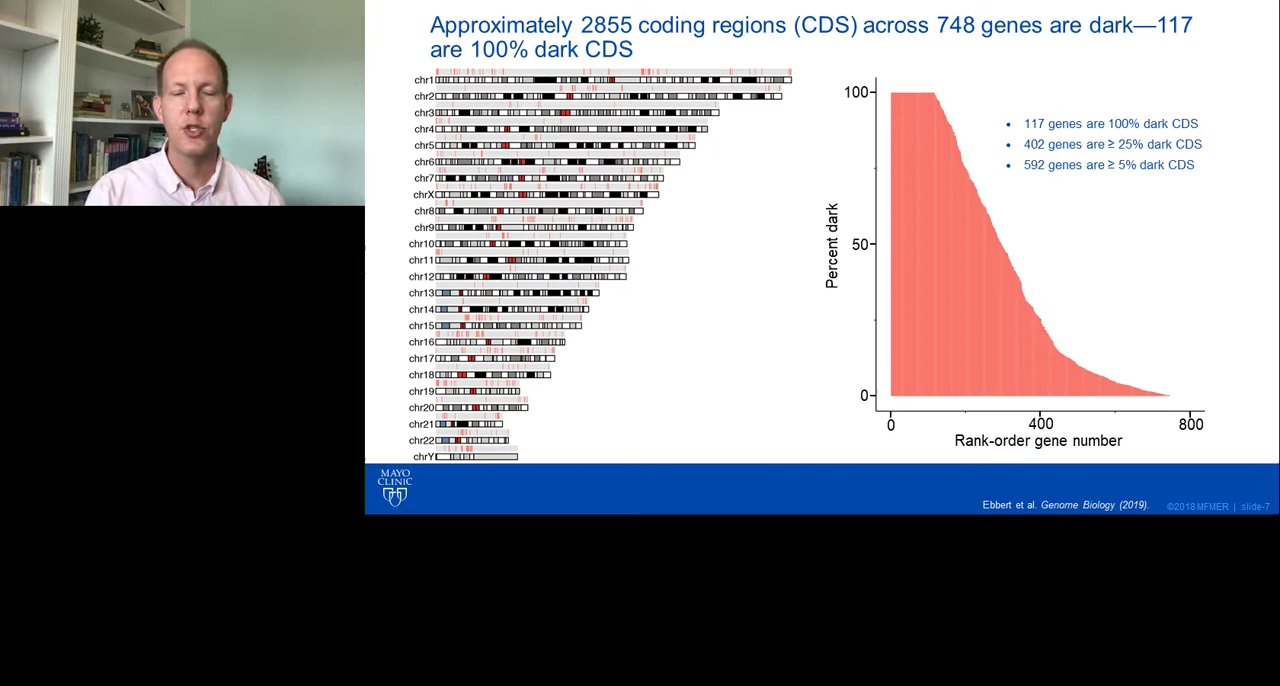 Approximately 2855 coding regions (CDS) across 748 genes are dark—117
are 100% dark CDS
chr1
chr2
chr3
chr4
chr5
chr6
chr7
chrX
chr8
chr9
chr10
chr11
chr12
chr13
chr14
chr15
chr16
chr17
chr18
chr19
chr20
chr21
chr22
chrY
Percent dark
100
50
0
• 117 genes are 100% dark CDS
• 402 genes are ≥ 25% dark CDS
• 592 genes are ≥ 5% dark CDS
0 400 800
Rank-order gene number
MAYO
CLINIC
Ebbert et al. Genome Biology (2019).
©2018 MFMER | slide-7